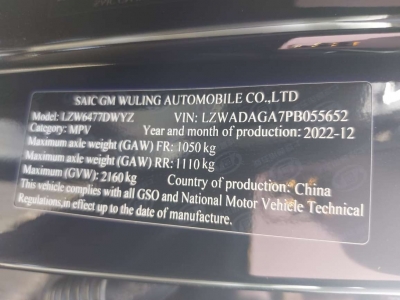 SAIC GM WULING AUTOMOBILE CO.,LTD
Model: LZW6477DWYZ VIN: LZWADAGA7PB055652
Category: MPV Year and month of production: 2022-12
Maximum axle weight (GAW) FR: 1050 kg
Maximum axle weight (GAW) RR: 1110 kg
Maximum (GVW): 2160 kg Country of production: China
This vehicle complies with all GSO and National Motor Vehicle Technical
Regulations,in effect up to the date of manufacture.